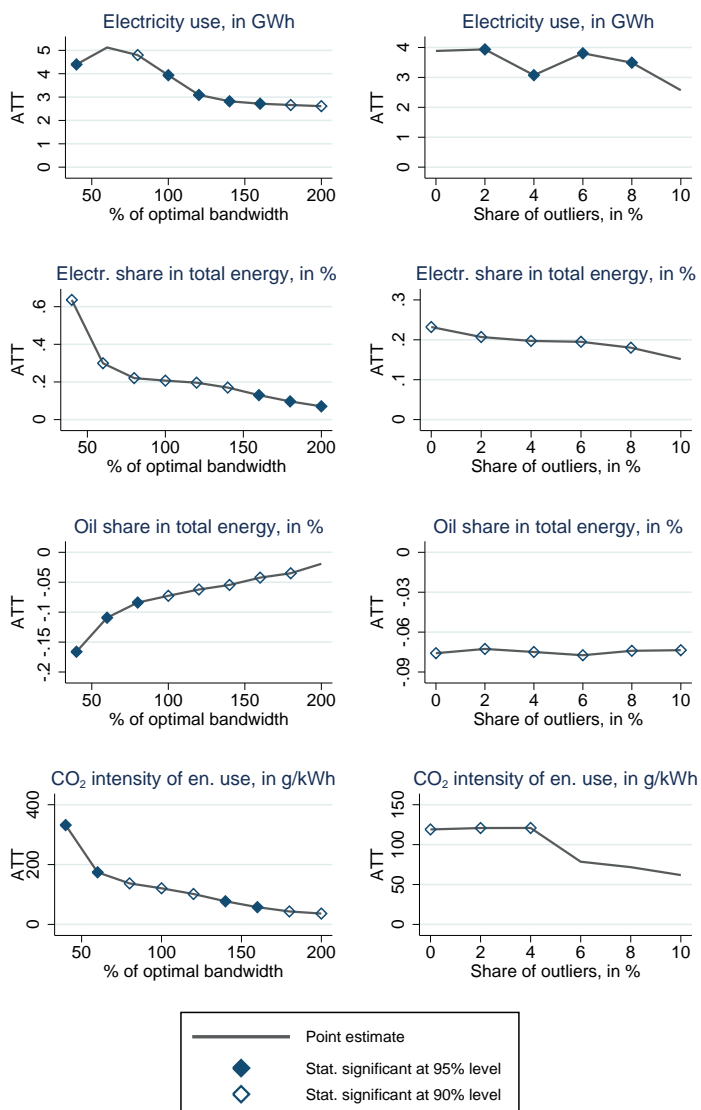 Electricity use, in GWh
ATT
0 1 2 3 4 5
50 100 150 200
% of optimal bandwidth
Electricity use, in GWh
ATT
0 1 2 3 4
0 2 4 6 8 10
Share of outliers, in %
Electr. share in total energy, in %
ATT
0 .2 .4 .6
50 100 150 200
% of optimal bandwidth
Electr. share in total energy, in %
ATT
0 .1 .2 .3
0 2 4 6 8 10
Share of outliers, in %
Oil share in total energy, in %
ATT
-.2 -.15 -.1 -.05 0
50 100 150 200
% of optimal bandwidth
Oil share in total energy, in %
ATT
-.09 -.06 -.03 0
0 2 4 6 8 10
Share of outliers, in %
CO₂ intensity of en. use, in g/kWh
ATT
0 200 400
50 100 150 200
% of optimal bandwidth
CO₂ intensity of en. use, in g/kWh
ATT
0 50 100 150
0 2 4 6 8 10
Share of outliers, in %
Point estimate
Stat. significant at 95% level
Stat. significant at 90% level